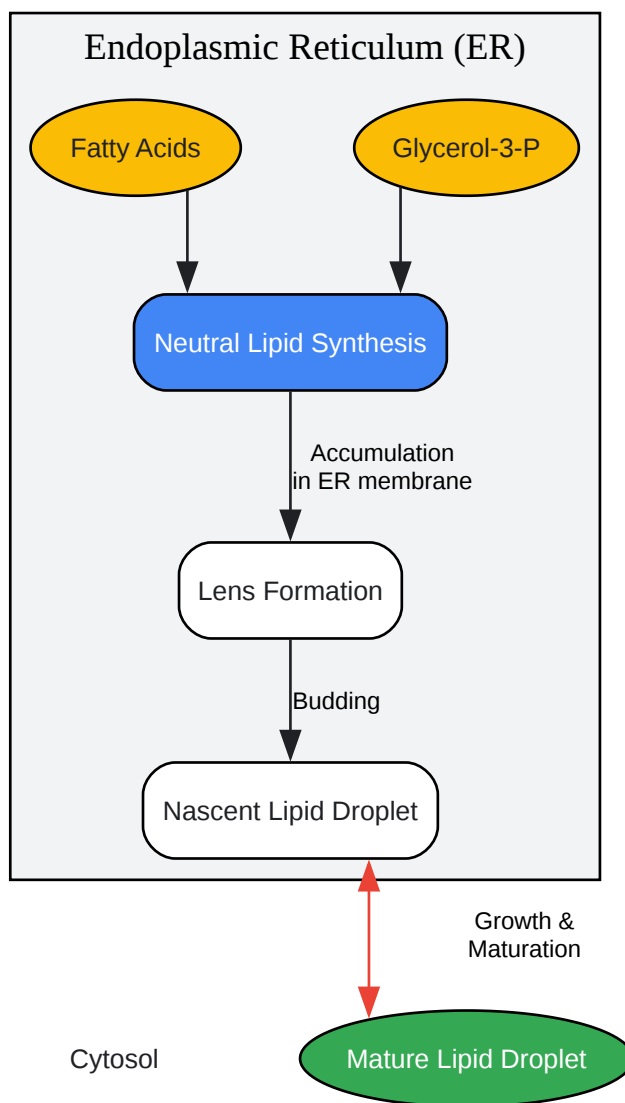 Endoplasmic Reticulum (ER)
Fatty Acids
Glycerol-3-P
Neutral Lipid Synthesis
Accumulation
in ER membrane
Lens Formation
Budding
Nascent Lipid Droplet
Growth &
Maturation
Cytosol
Mature Lipid Droplet